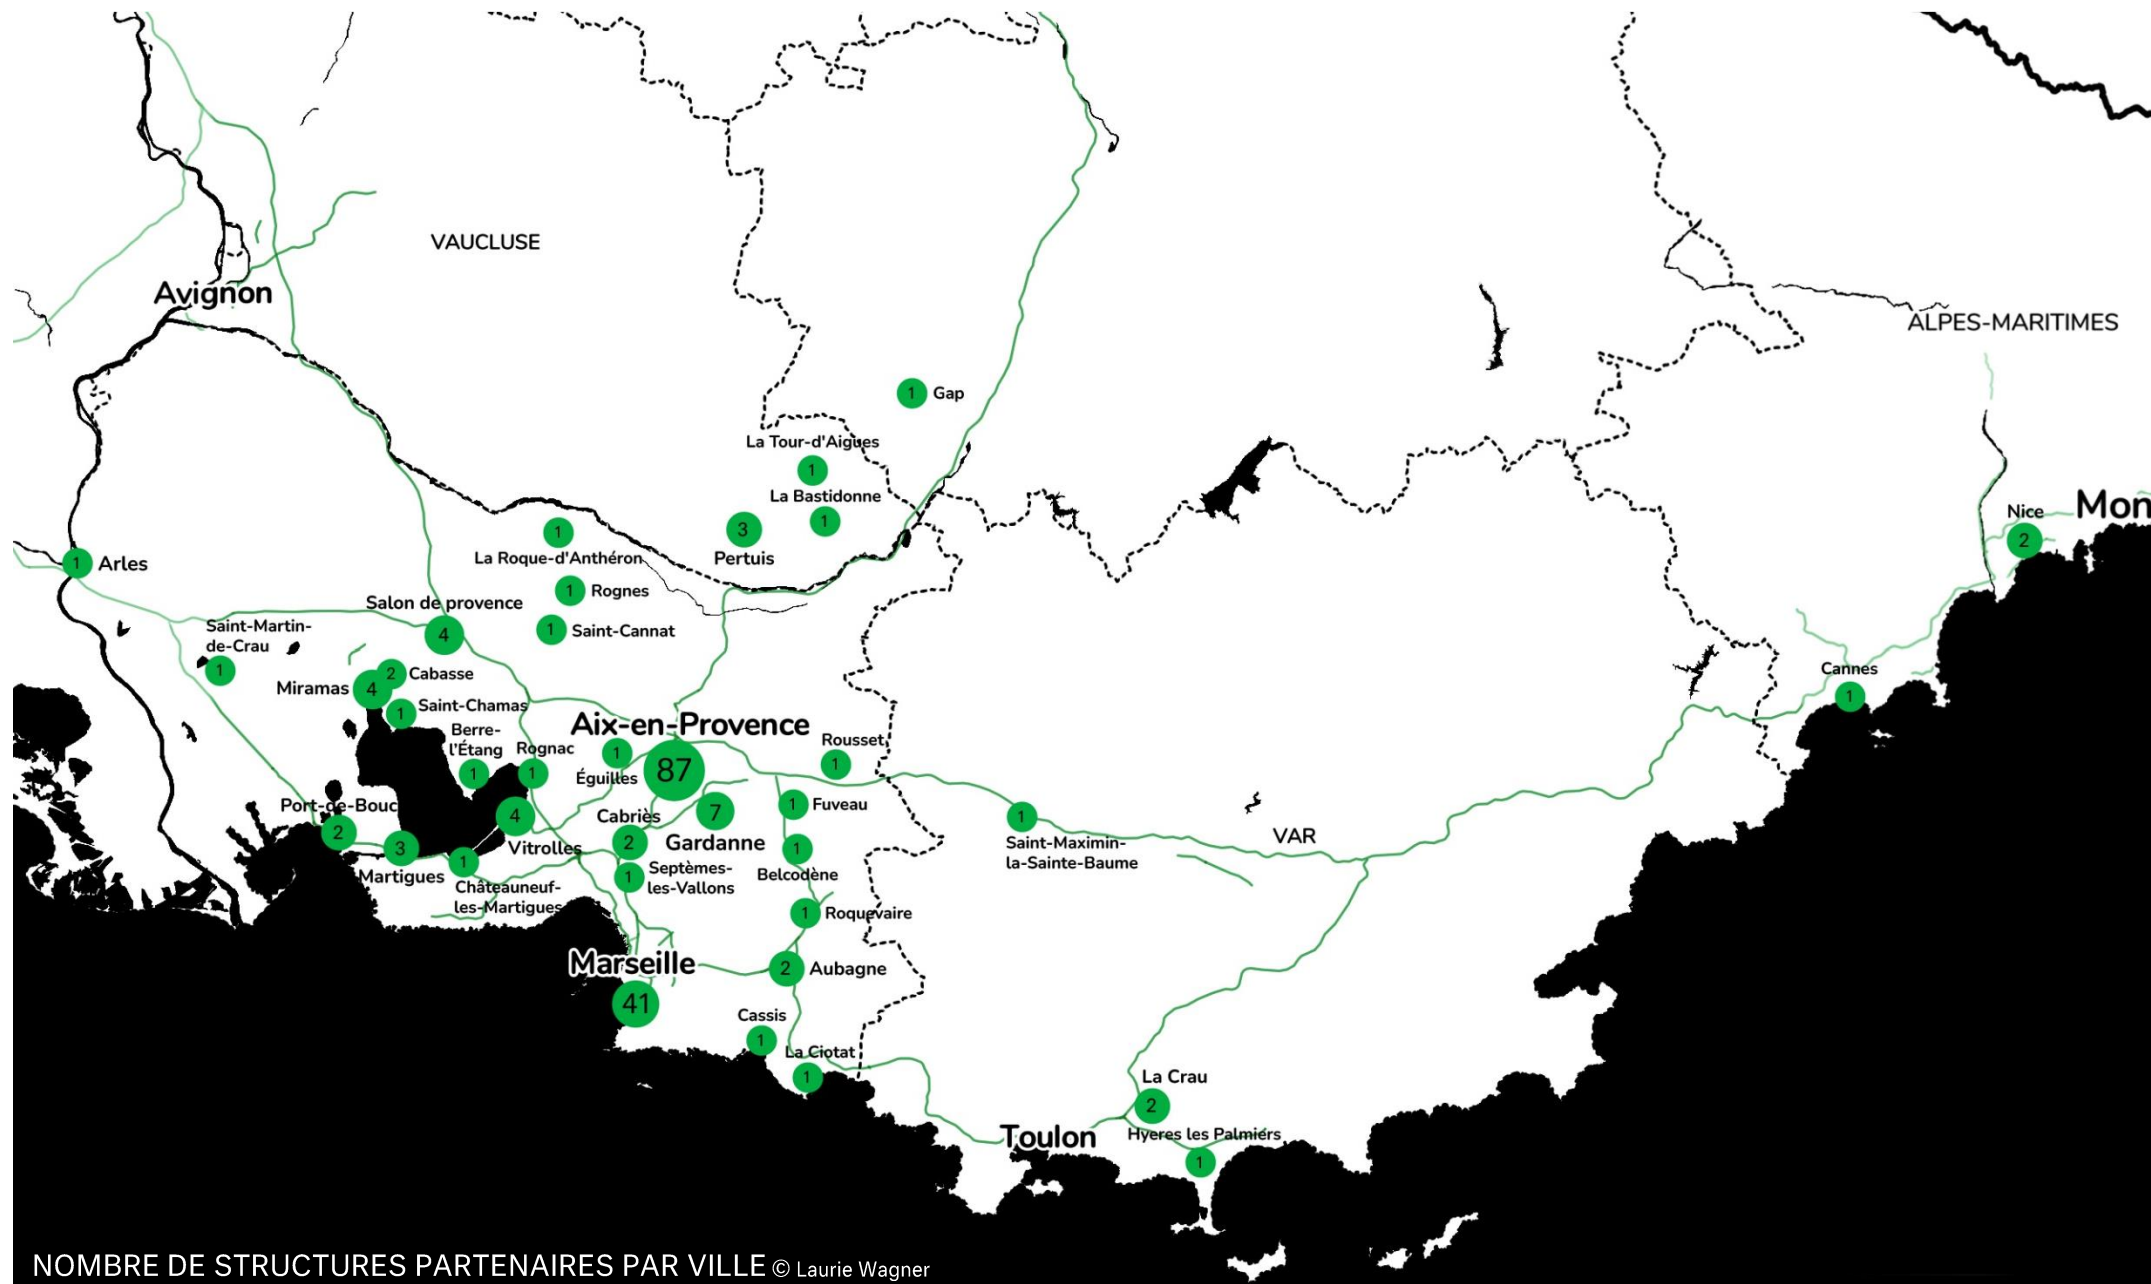 VAUCLUSE
Avignon
ALPES-MARITIMES
1 Gap
La Tour-d'Aigues
1
La Bastidonne
1
3
Pertuis
1
La Roque-d'Anthéron
Nice
2
Mon
1 Arles
1 Rognes
Salon de provence
4
1 Saint-Cannat
Saint-Martin-
de-Crau
1
2 Cabasse
Miramas 4
1 Saint-Chamas
Cannes
1
Berre-
l'Étang
1
Rognac
1
Aix-en-Provence
87
1
Éguilles
Rousset
1
Port-de-Bouc
2
4
Vitrolles
Cabriès
2
7
Gardanne
1 Fuveau
1
Saint-Maximin-
la-Sainte-Baume
VAR
3
Martigues
1
Châteauneuf-
les-Martigues
1 Septèmes-
les-Vallons
1
Belcodène
1 Roquevaire
Marseille
41
2 Aubagne
Cassis
1
La Ciotat
1
La Crau
2
Toulon
Hyeres les Palmiers
1
NOMBRE DE STRUCTURES PARTENAIRES PAR VILLE © Laurie Wagner